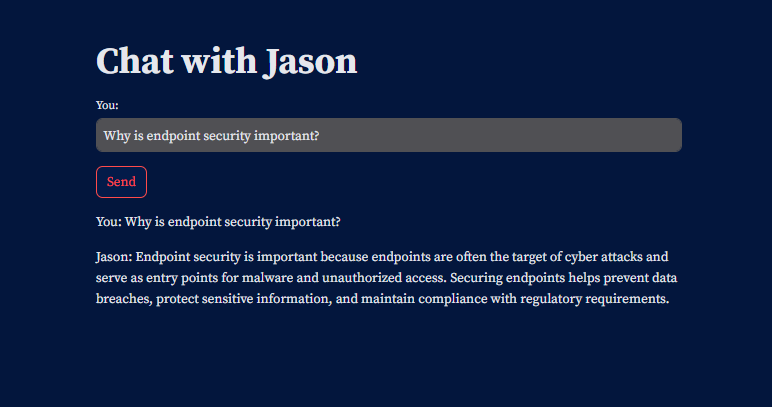 Chat with Jason
You:
Why is endpoint security important?
Send
You: Why is endpoint security important?
Jason: Endpoint security is important because endpoints are often the target of cyber attacks and
serve as entry points for malware and unauthorized access. Securing endpoints helps prevent data
breaches, protect sensitive information, and maintain compliance with regulatory requirements.